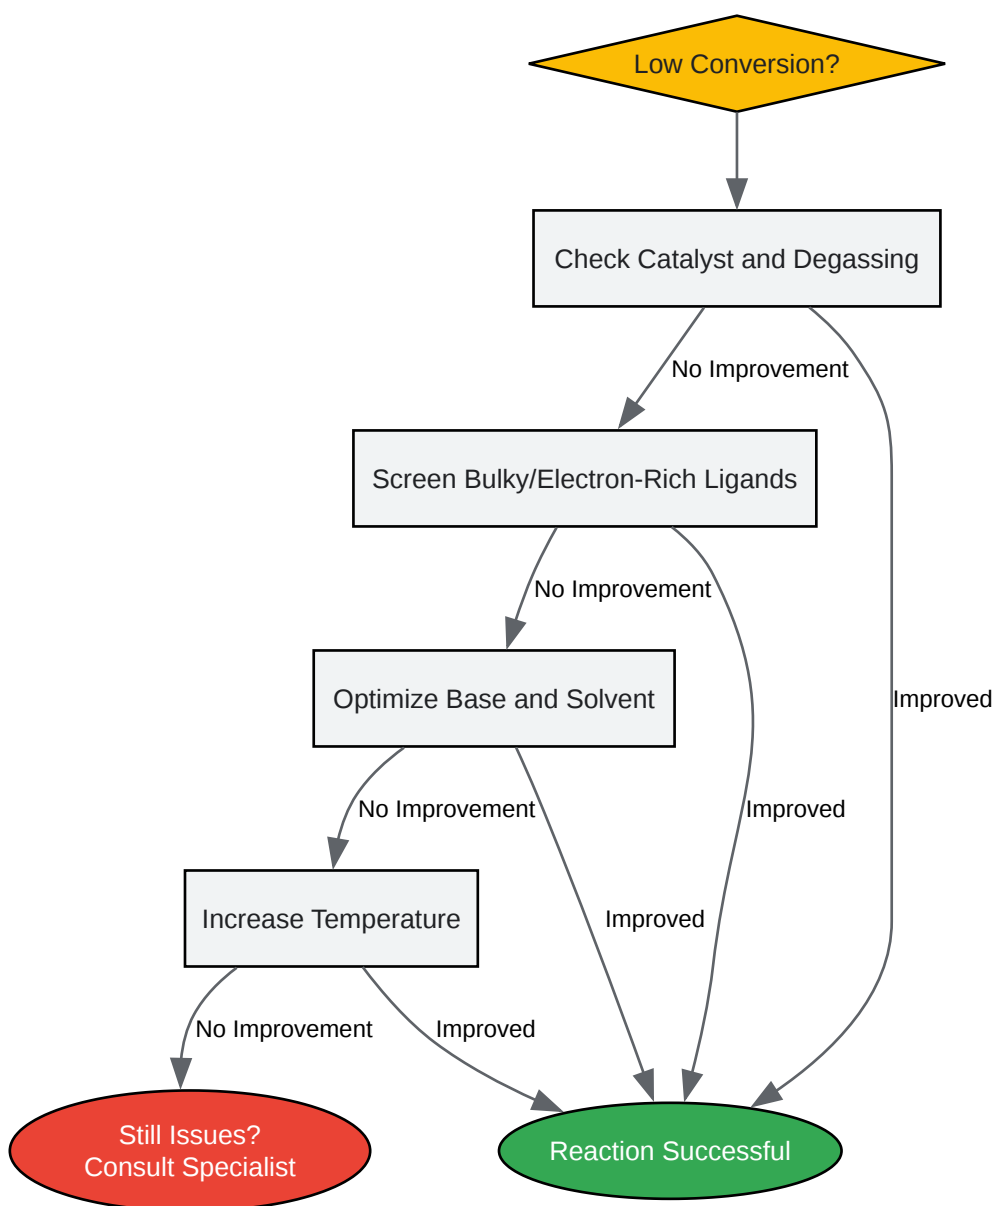 Low Conversion?
Check Catalyst and Degassing
No Improvement
Screen Bulky/Electron-Rich Ligands
No Improvement
Optimize Base and Solvent
Improved
No Improvement
Improved
Increase Temperature
Improved
No Improvement
Improved
Still Issues?
Consult Specialist
Reaction Successful